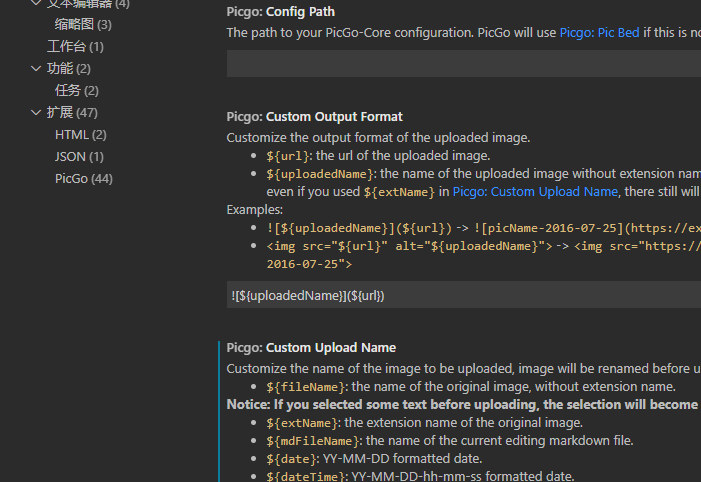 文本编辑器 (4)
缩略图 (3)
工作台 (1)
功能 (2)
任务 (2)
扩展 (47)
HTML (2)
JSON (1)
PicGo (44)
Picgo: Config Path
The path to your PicGo-Core configuration. PicGo will use Picgo: Pic Bed if this is
Picgo: Custom Output Format
Customize the output format of the uploaded image.
${url}: the url of the uploaded image.
${uploadedName}: the name of the uploaded image without extension
even if you used ${extName} in Picgo: Custom Upload Name, there still will
Examples:
![${uploadedName}](${url}) -> ![picName-2016-07-25](https://ex
<img src="${url}" alt="${uploadedName}"> -> <img src="https://
2016-07-25">
![${uploadedName}](${url})
Picgo: Custom Upload Name
Customize the name of the image to be uploaded, image will be renamed before
${fileName}: the name of the original image, without extension name.
Notice: If you selected some text before uploading, the selection will become
${extName}: the extension name of the original image.
${mdFileName}: the name of the current editing markdown file.
${date}: YY-MM-DD formatted date.
${dateTime}: YY-MM-DD-hh-mm-ss formatted date.